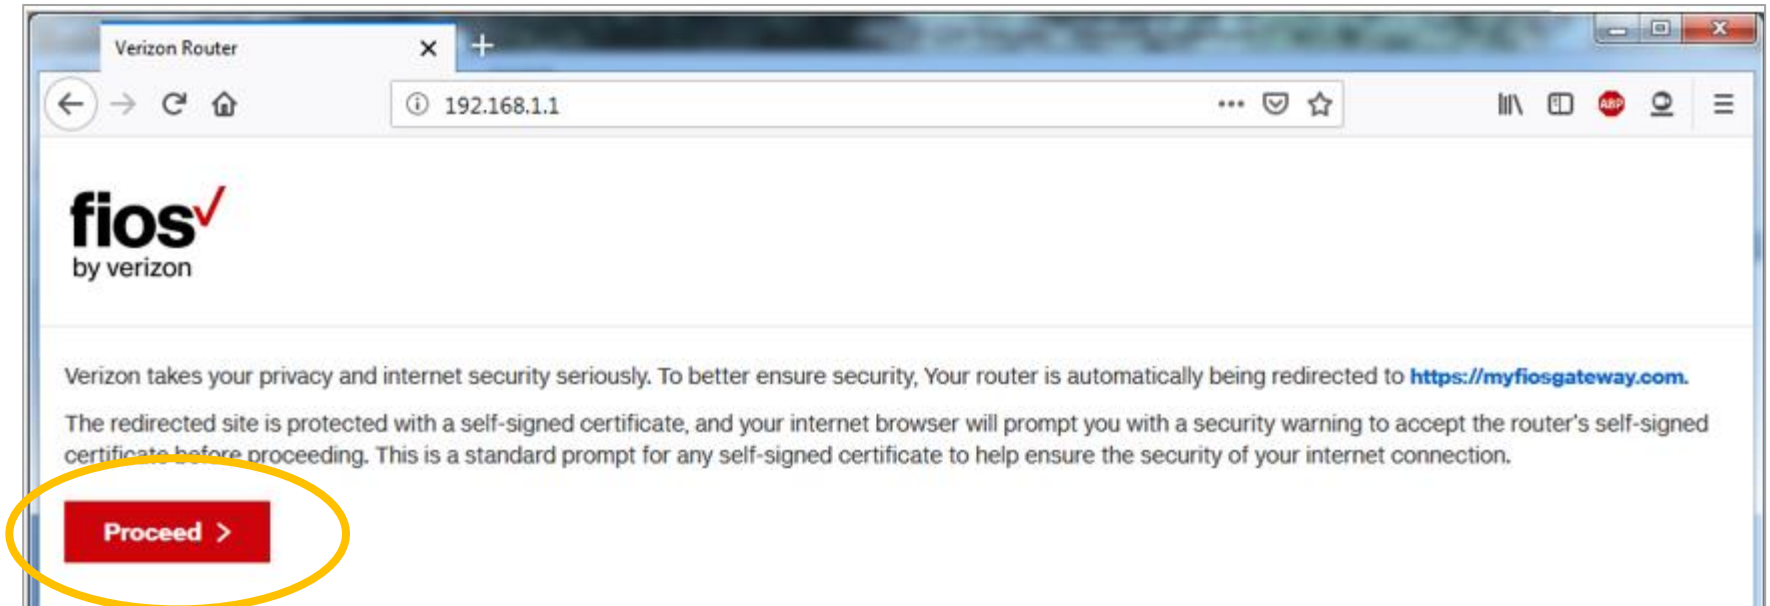 Verizon Router
192.168.1.1
ABP
fios
by verizon
Verizon takes your privacy and internet security seriously. To better ensure security, Your router is automatically being redirected to https://myfiosgateway.com.
The redirected site is protected with a self-signed certificate, and your internet browser will prompt you with a security warning to accept the router's self-signed
certificate before proceeding. This is a standard prompt for any self-signed certificate to help ensure the security of your internet connection.
Proceed >